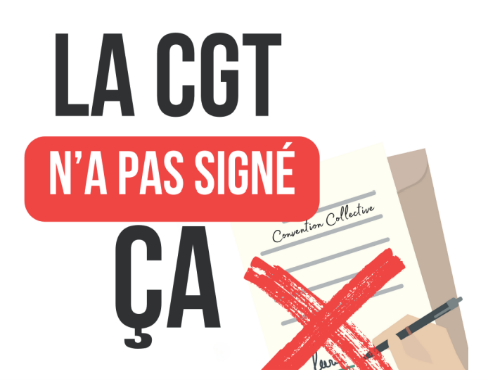 LA CGT
N'A PAS SIGNÉ
ÇA
Convention Collective